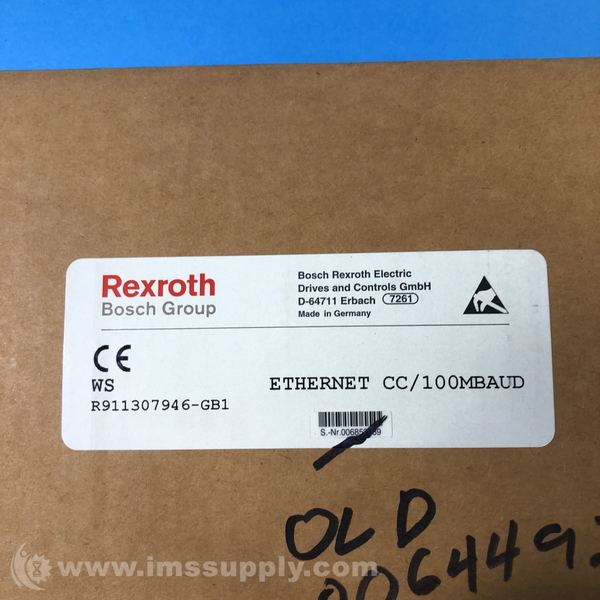 Rexroth
Bosch Group
Bosch Rexroth Electric
Drives and Controls GmbH
D-64711 Erbach 7261
Made in Germany
CE
WS
ETHERNET CC/100MBAUD
R911307946-GB1
OLD
www.imssupply.com